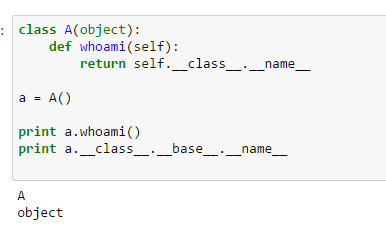 :
class A(object):
    def whoami(self):
        return self.__class__.__name__
a = A()
print a.whoami()
print a.__class__.__base__.__name__
A
object